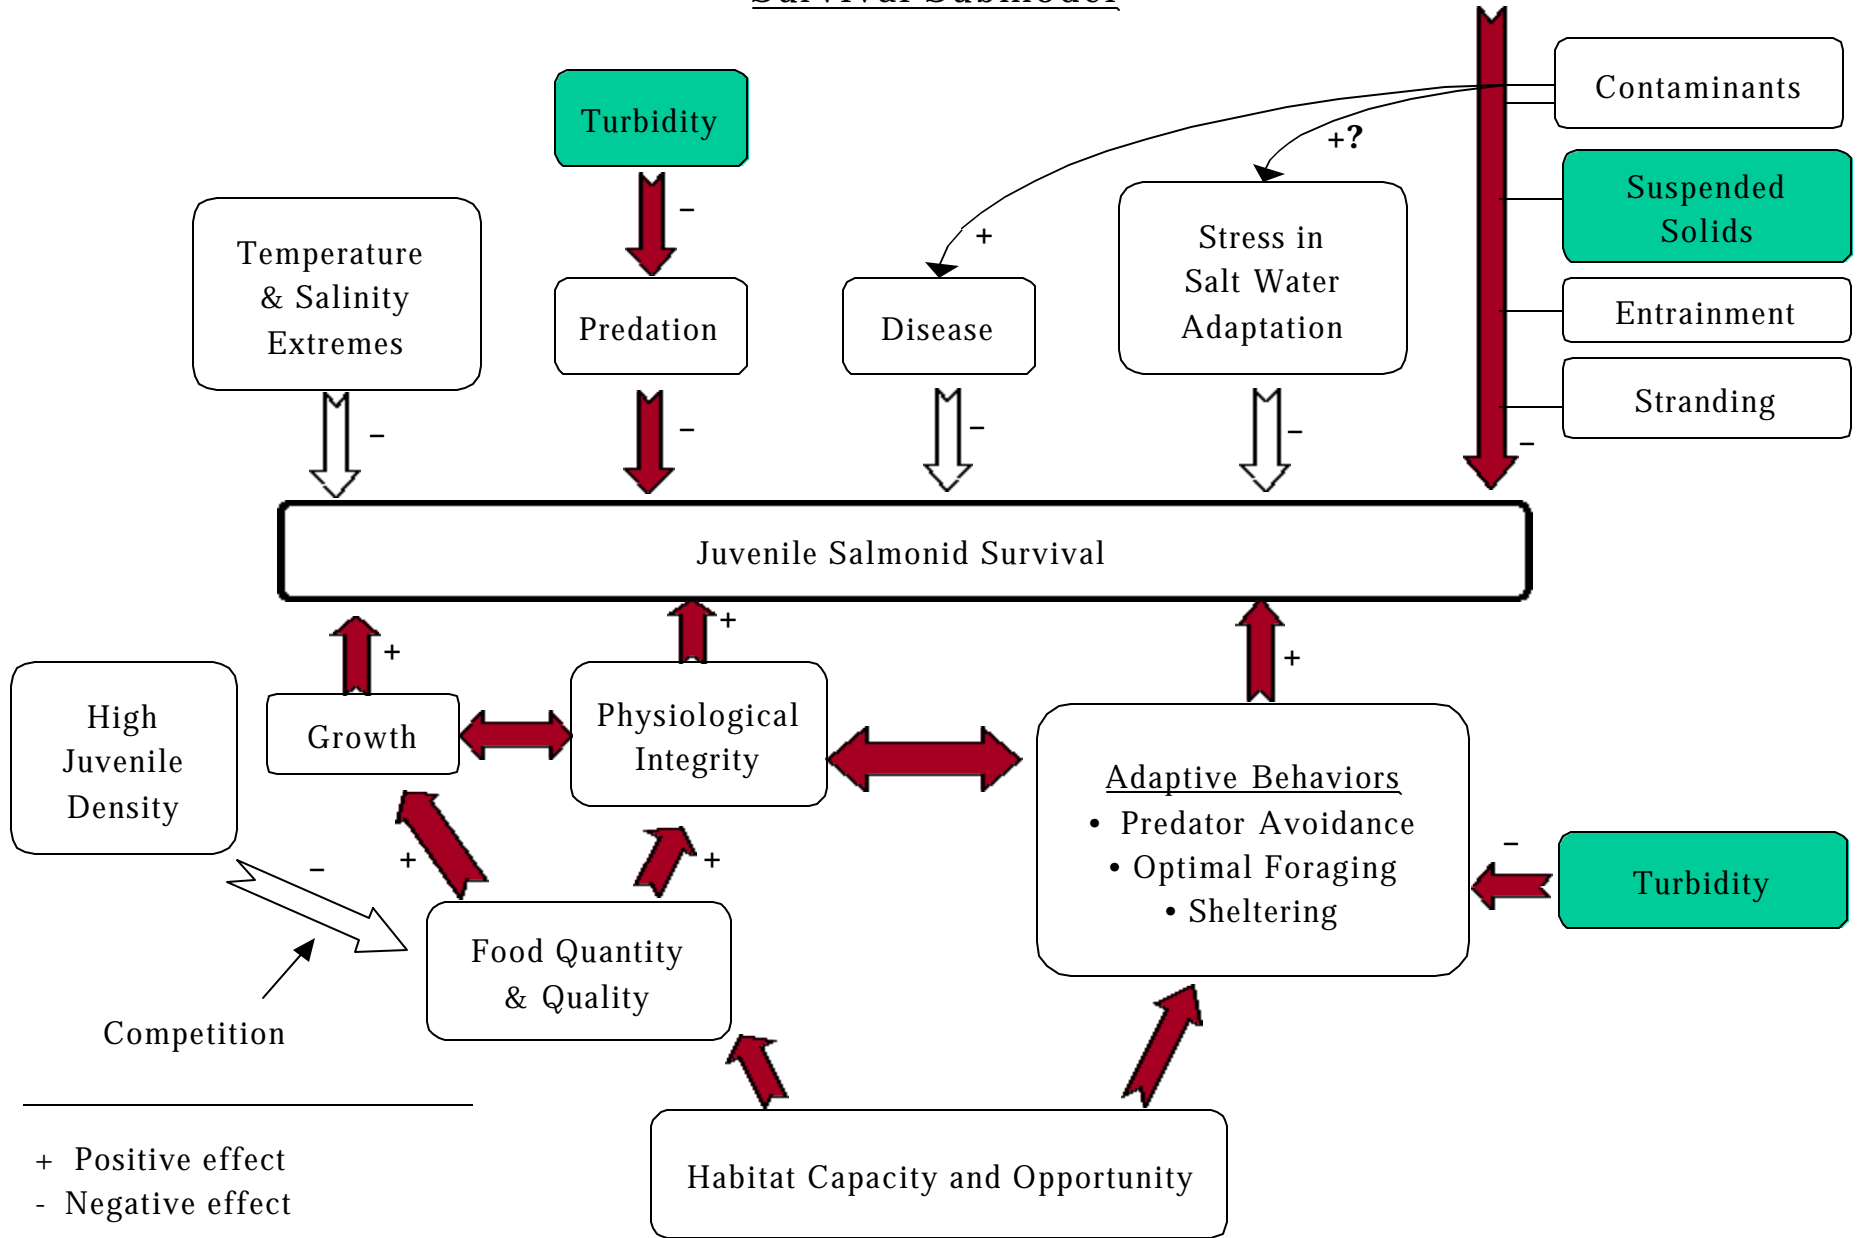 Survival Submodel
Contaminants
Turbidity
+?
Suspended
Solids
–
Temperature
& Salinity
Extremes
+
Stress in
Salt Water
Adaptation
Predation
Disease
Entrainment
Stranding
–
–
–
–
–
Juvenile Salmonid Survival
+
+
+
High
Juvenile
Density
Growth
Physiological
Integrity
Adaptive Behaviors
• Predator Avoidance
• Optimal Foraging
• Sheltering
–
Turbidity
+
+
–
Food Quantity
& Quality
Competition
Habitat Capacity and Opportunity
+ Positive effect
- Negative effect